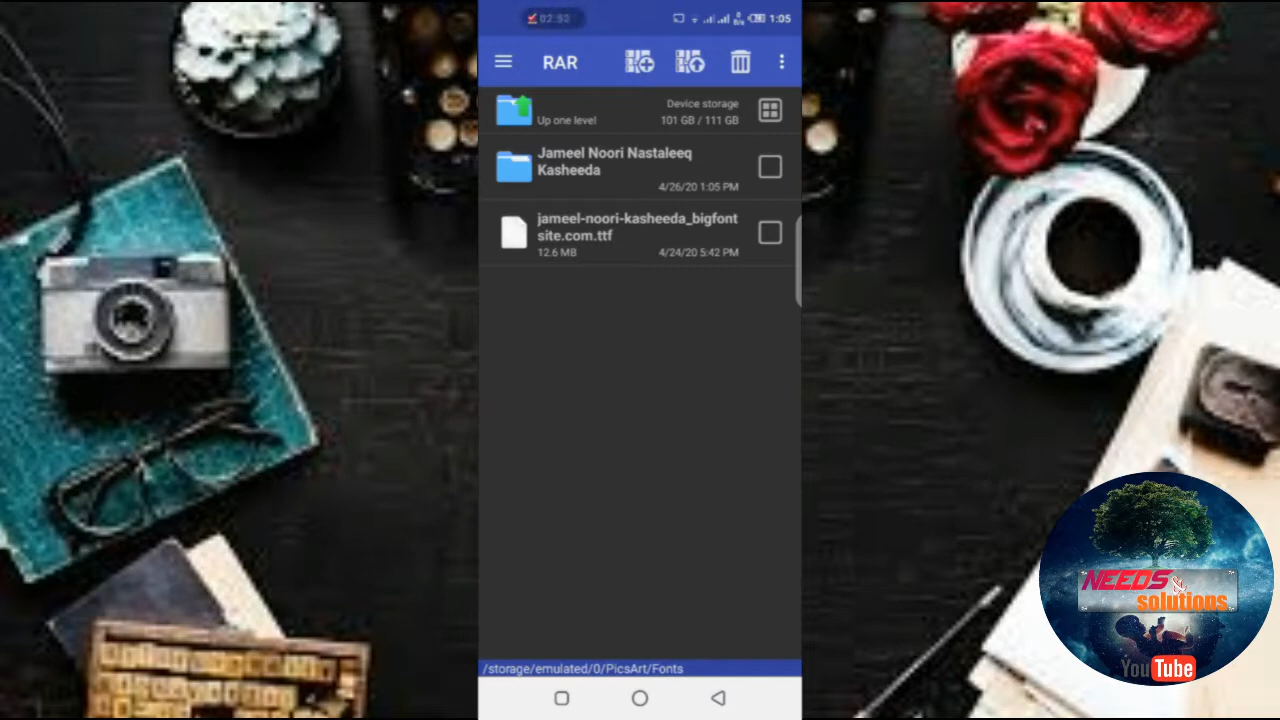 02:52
1:05
RAR
Device storage
Up one level
101 GB / 111 GB
Jameel Noori Nastaleeq
Kasheeda
4/26/20 1:05 PM
jameel-noori-kasheeda_bigfont
site.com.ttf
12.6 MB
4/24/20 5:42 PM
/storage/emulated/0/PicsArt/Fonts
NEEDS
solutions
YouTube